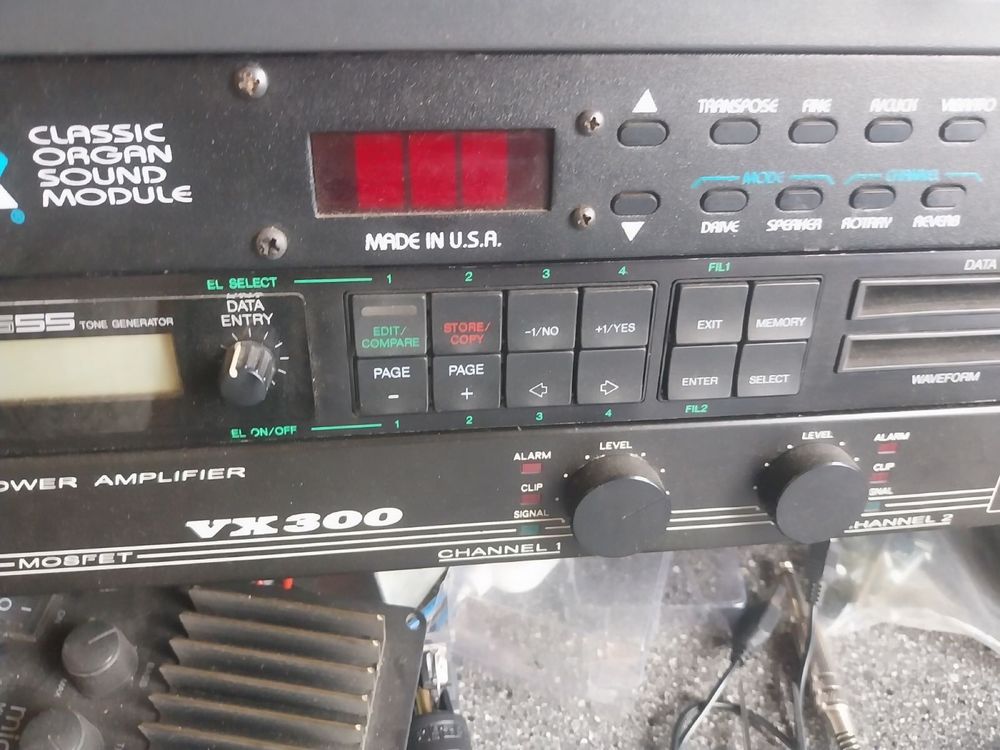 CLASSIC
ORGAN
SOUND
MODULE
®
MADE IN U.S.A.
TRANSPOSE FINE
MODE CHANNEL
DRIVE SPEAKER ROTARY REVERB
EL SELECT 1 2 3 4 FIL1
DATA
ENTRY
TONE GENERATOR
EDIT/
COMPARE
STORE/
COPY
-1/NO
+1/YES
PAGE
-
PAGE
+
EXIT
MEMORY
ENTER
SELECT
DATA
WAVEFORM
EL ON/OFF 1 2 3 4 FIL2
OWER AMPLIFIER
VX300
MOSFET
ALARM
CLIP
SIGNAL
CHANNEL 1
LEVEL
LEVEL
ALARM
CLIP
GNAL
CHANNEL 2